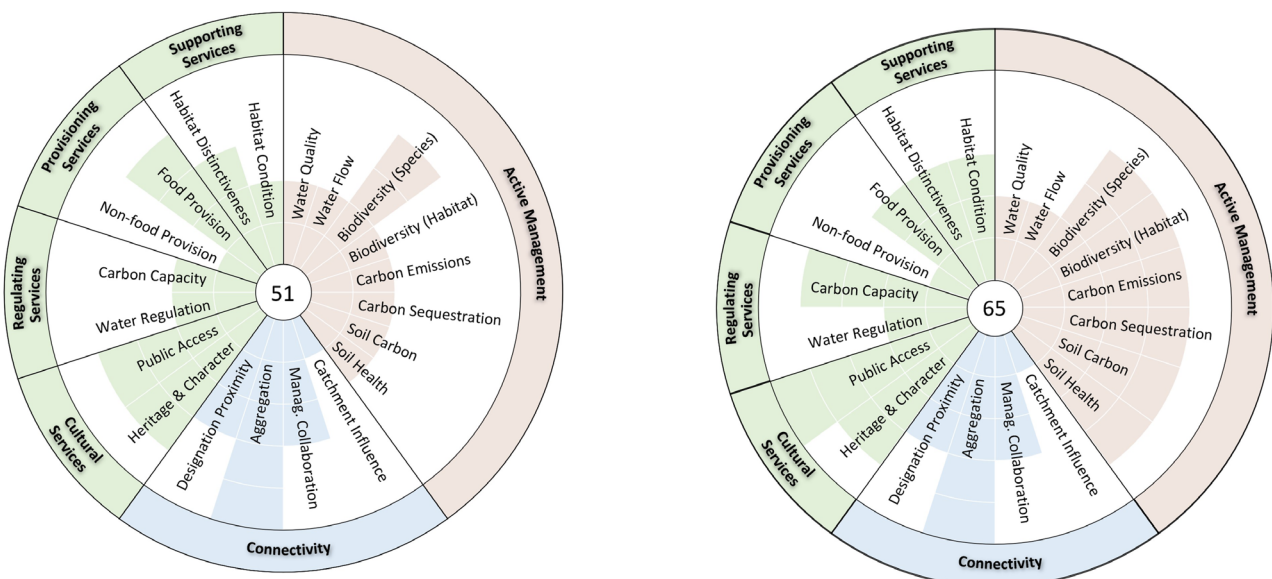 Supporting
Services
Provisioning
Services
Regulating
Services
Cultural
Services
Connectivity
Active Management
Habitat Distinctiveness
Habitat Condition
Food Provision
Non-food Provision
Carbon Capacity
Water Regulation
Public Access
Heritage & Character
Designation Proximity
Aggregation
Manag. Collaboration
Catchment Influence
Water Quality
Water Flow
Biodiversity (Species)
Biodiversity (Habitat)
Carbon Emissions
Carbon Sequestration
Soil Carbon
Soil Health
51
Supporting
Services
Provisioning
Services
Regulating
Services
Cultural
Services
Connectivity
Active Management
Habitat Distinctiveness
Habitat Condition
Food Provision
Non-food Provision
Carbon Capacity
Water Regulation
Public Access
Heritage & Character
Designation Proximity
Aggregation
Manag. Collaboration
Catchment Influence
Water Quality
Water Flow
Biodiversity (Species)
Biodiversity (Habitat)
Carbon Emissions
Carbon Sequestration
Soil Carbon
Soil Health
65